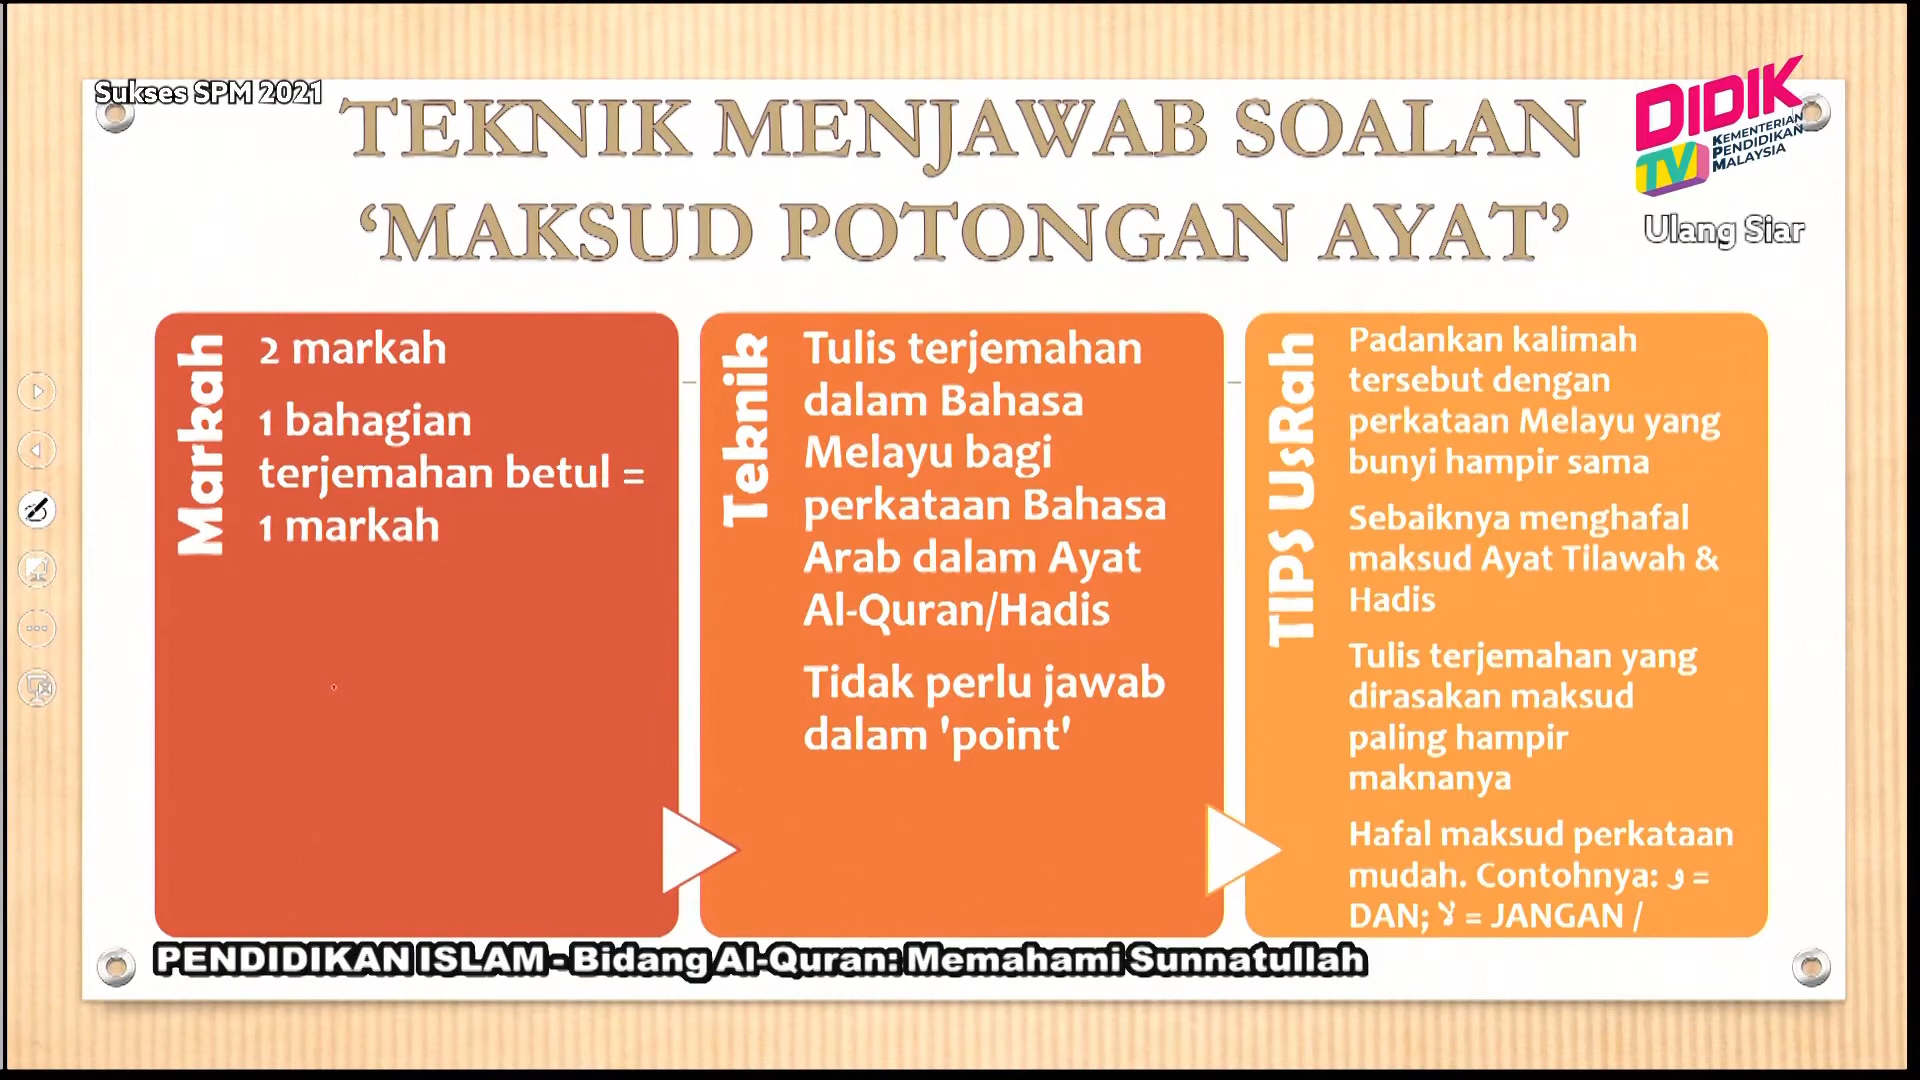 Sukses SPM 2021
TEKNIK MENJAWAB SOALAN
‘MAKSUD POTONGAN AYAT’
DIDIK
TV
KEMENTERIAN
PENDIDIKAN
MALAYSIA
Ulang Siar
Markah
2 markah
1 bahagian
terjemahan betul =
1 markah
Teknik
Tulis terjemahan
dalam Bahasa
Melayu bagi
perkataan Bahasa
Arab dalam Ayat
Al-Quran/Hadis
Tidak perlu jawab
dalam 'point'
TIPS UsRah
Padankan kalimah
tersebut dengan
perkataan Melayu yang
bunyi hampir sama
Sebaiknya menghafal
maksud Ayat Tilawah &
Hadis
Tulis terjemahan yang
dirasakan maksud
paling hampir
maknanya
Hafal maksud perkataan
mudah. Contohnya: و =
DAN; لا = JANGAN /
PENDIDIKAN ISLAM - Bidang Al-Quran: Memahami Sunnatullah